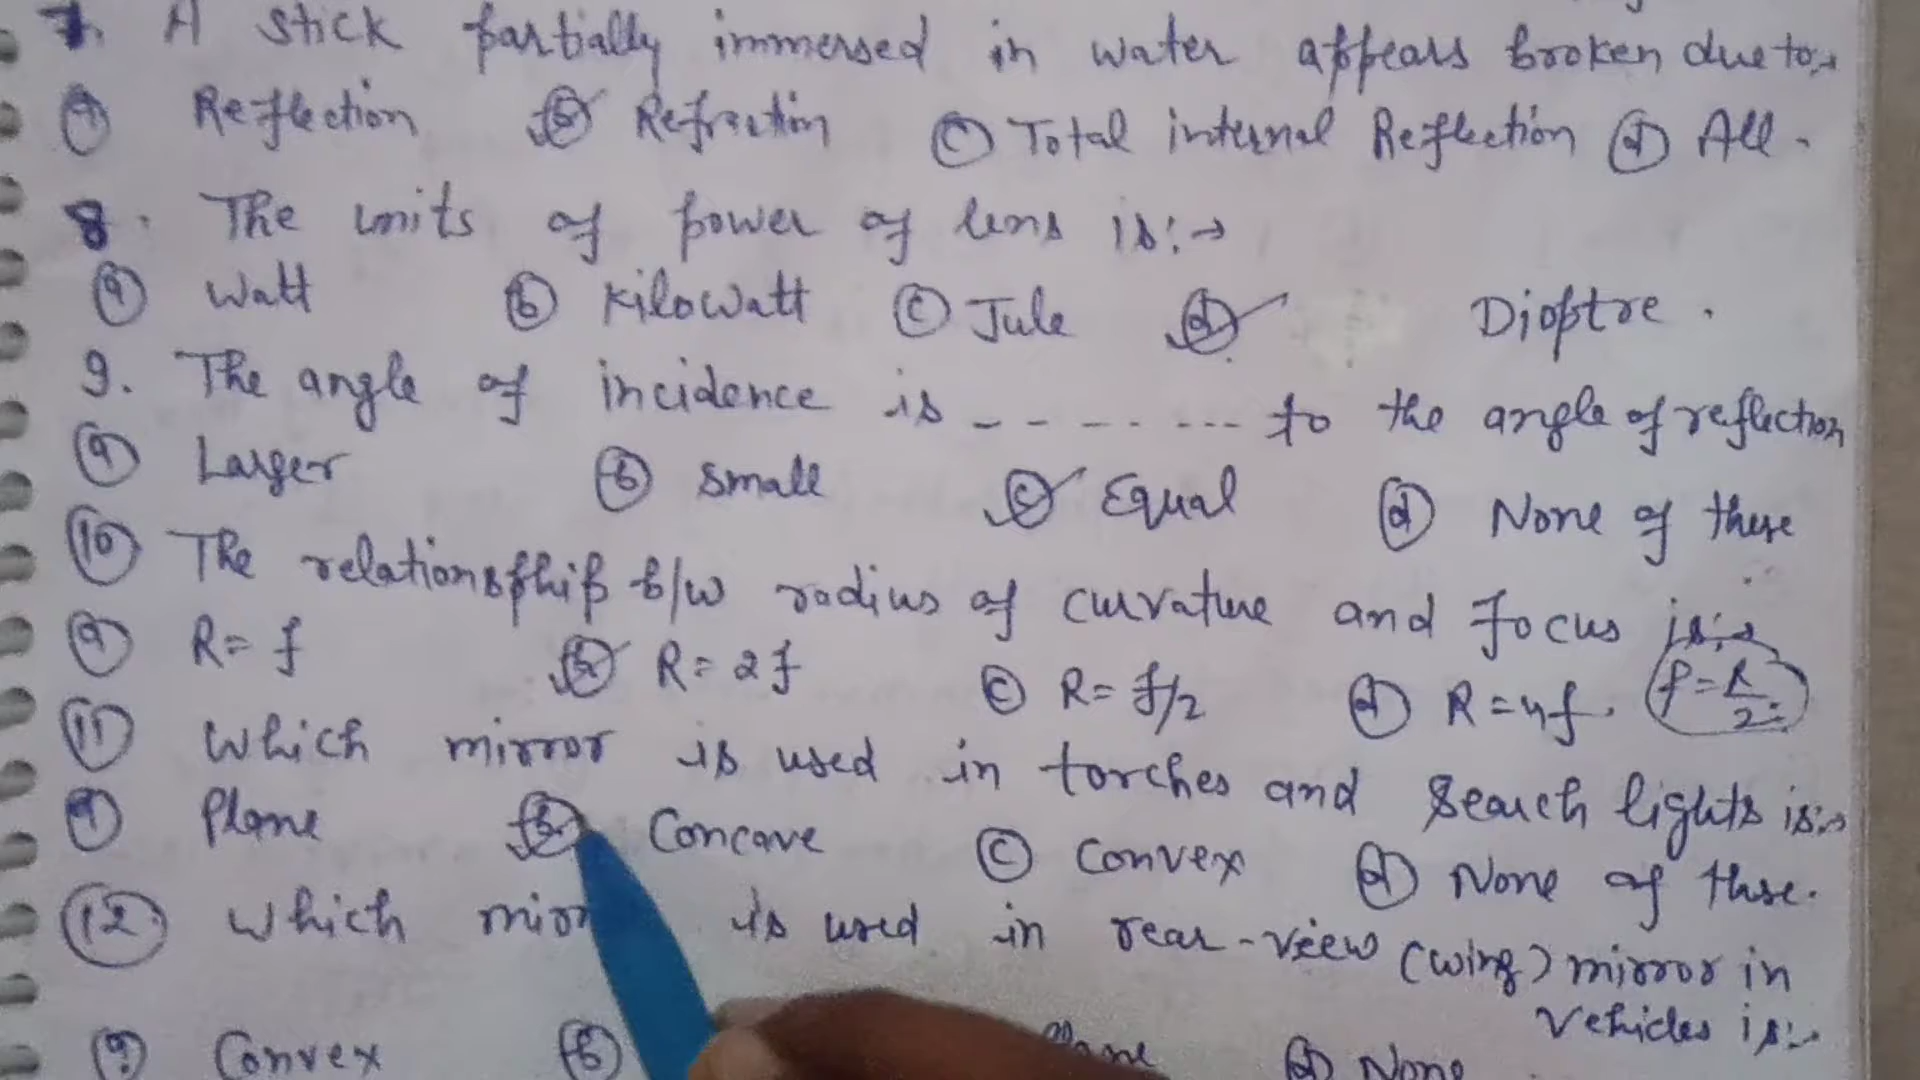 7. A stick partially immersed in water appears broken due to:→
(a) Reflection (b) Refraction (c) Total internal Reflection (d) All.
8. The units of power of lens is:→
(a) Watt (b) Kilowatt (c) Jule (d) Dioptre.
9. The angle of incidence is ------- to the angle of reflection
(a) Larger (b) Small (c) Equal (d) None of these
(10) The relationsphip b/w radius of curvature and focus is:→
(a) R = f (b) R = 2f (c) R = f/2 (d) R = 4f. f = R/2
(11) Which mirror is used in torches and Search lights is:→
(a) Plane (b) Concave (c) Convex (d) None of these.
(12) Which is used in rear-view (wing) mirror in
Vehicles is:→
(a) Convex (b) (d) None